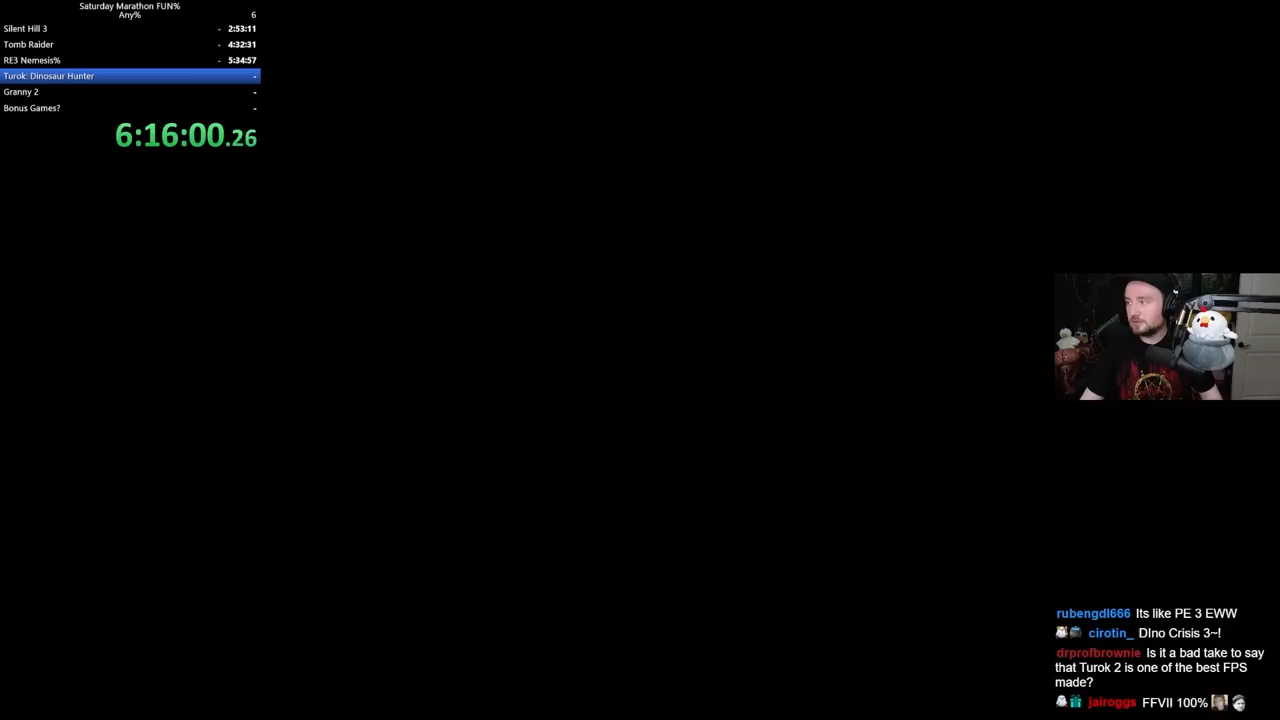 Saturday Marathon FUN%
Any% 6
Silent Hill 3 - 2:53:11
Tomb Raider - 4:32:31
RE3 Nemesis% - 5:34:57
Turok: Dinosaur Hunter -
Granny 2 -
Bonus Games? -
6:16:00.26
rubengdl666 Its like PE 3 EWW
cirotin_ DIno Crisis 3~!
drprofbrownie Is it a bad take to say
that Turok 2 is one of the best FPS
made?
jairoggs FFVII 100%